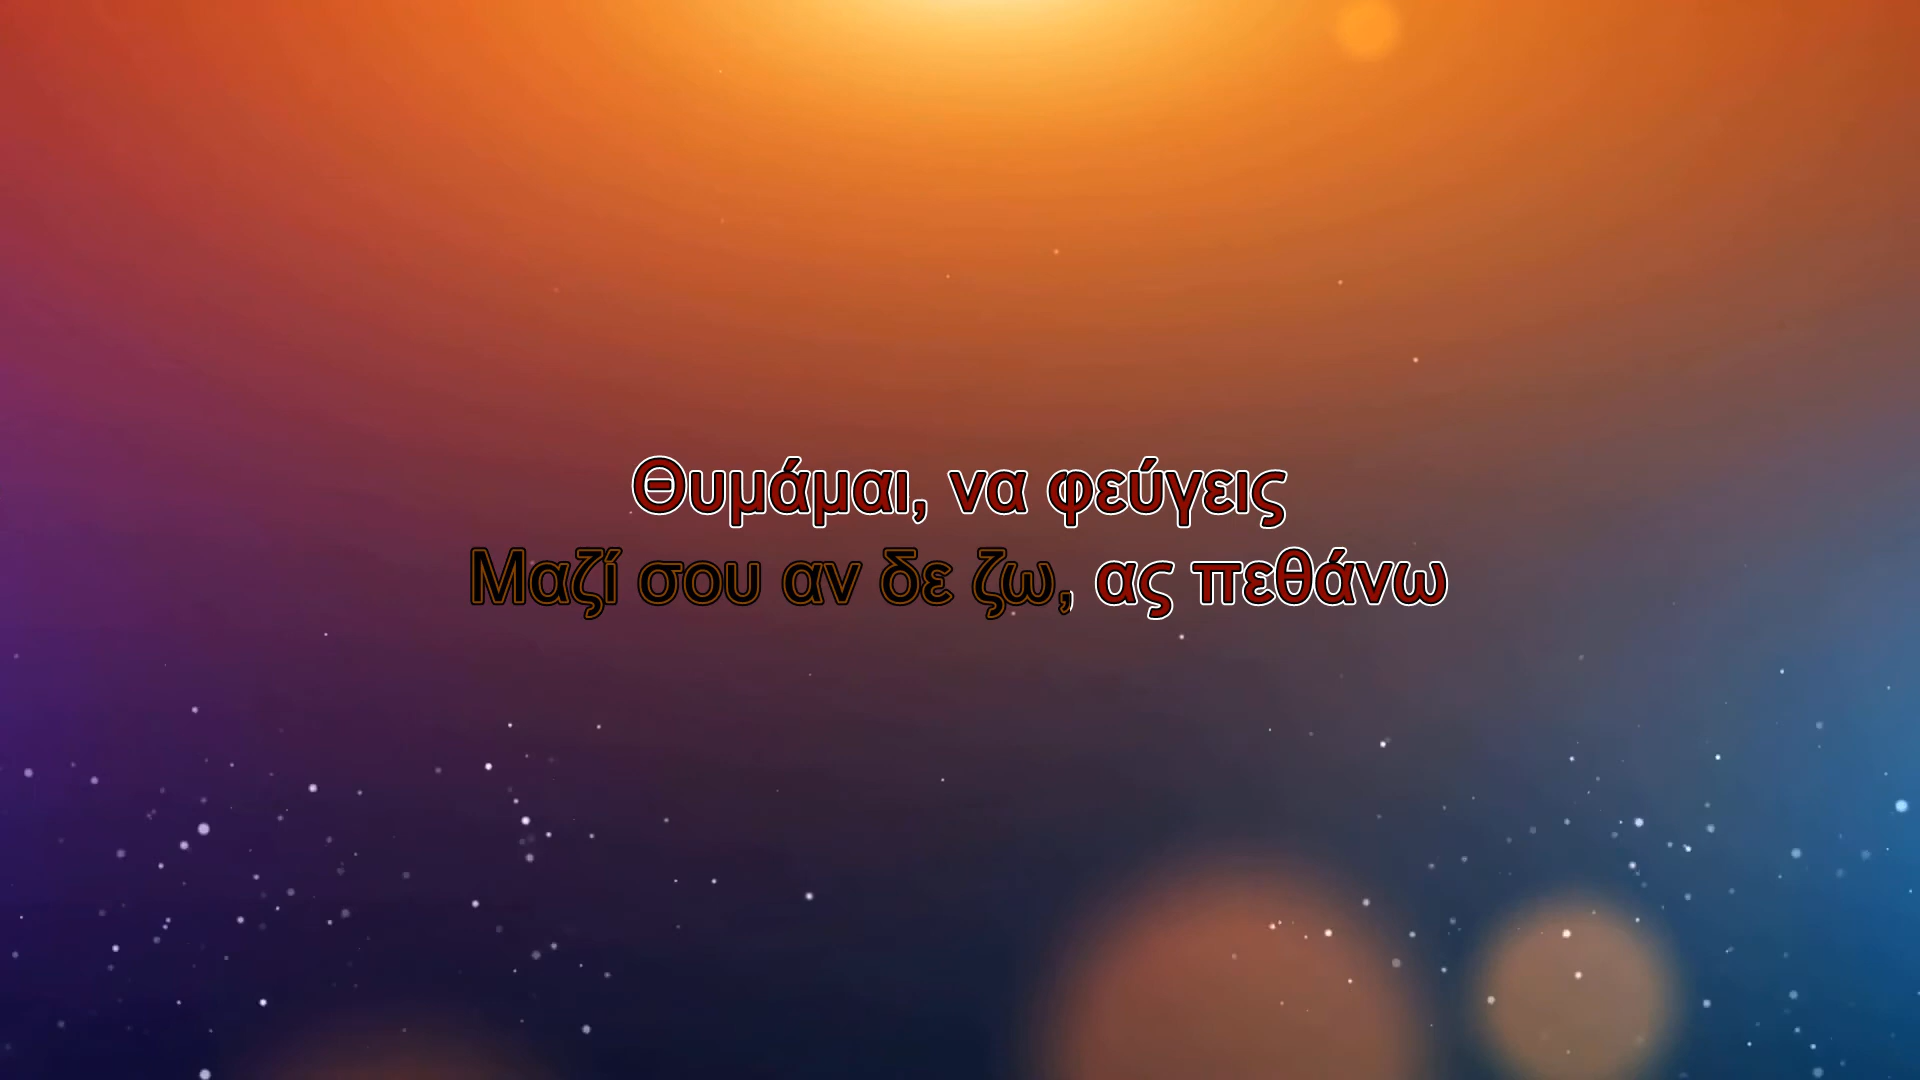 Θυμάμαι, να φεύγεις
Μαζί σου αν δε ζω, ας πεθάνω